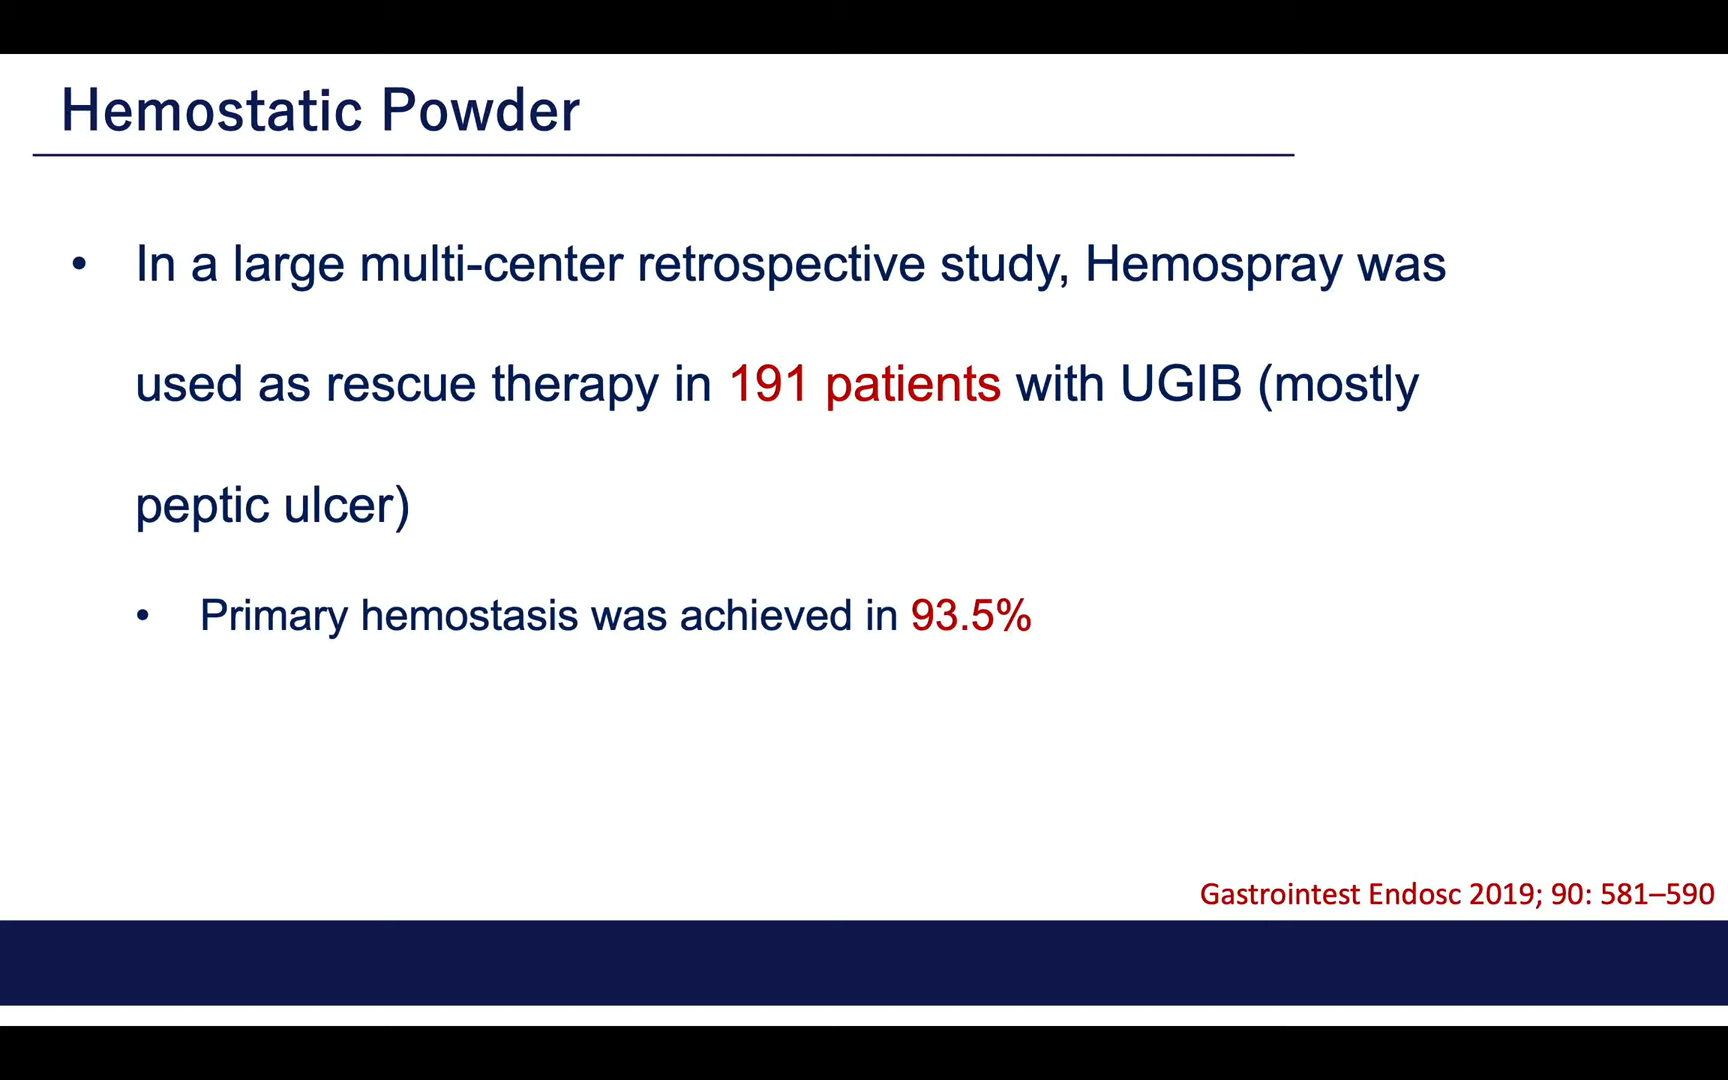 Hemostatic Powder
• In a large multi-center retrospective study, Hemospray was
used as rescue therapy in 191 patients with UGIB (mostly
peptic ulcer)
• Primary hemostasis was achieved in 93.5%
Gastrointest Endosc 2019; 90: 581–590